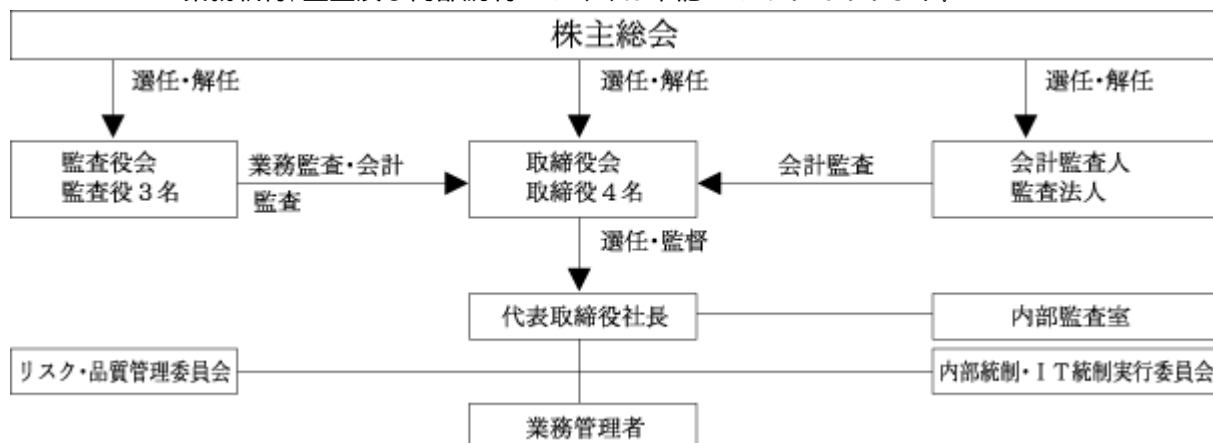 株主総会
選任・解任
選任・解任
選任・解任
監査役会
監査役3名
業務監査・会計
監査
取締役会
取締役4名
会計監査
会計監査人
監査法人
選任・監督
代表取締役社長
内部監査室
リスク・品質管理委員会
内部統制・IT統制実行委員会
業務管理者